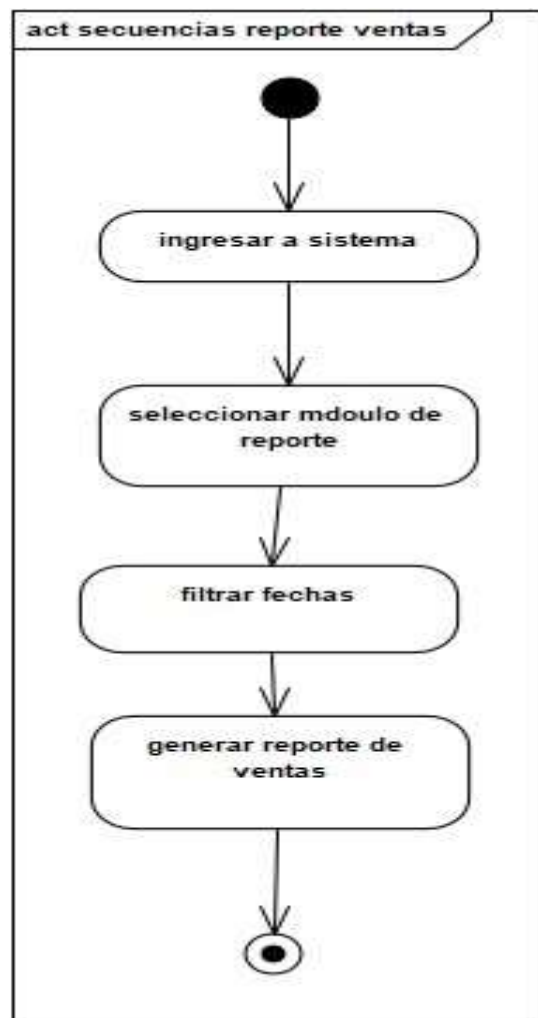 act secuencias reporte ventas
ingresar a sistema
seleccionar mdoulo de
reporte
filtrar fechas
generar reporte de
ventas